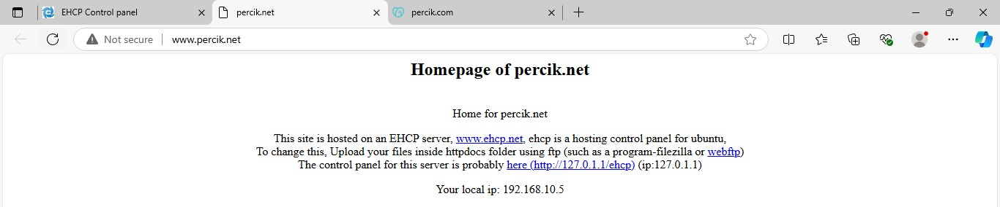 EHCP Control panel
percik.net
percik.com
Not secure
www.percik.net
Homepage of percik.net
Home for percik.net
This site is hosted on an EHCP server, www.ehcp.net, ehcp is a hosting control panel for ubuntu,
To change this, Upload your files inside httpdocs folder using ftp (such as a program-filezilla or webftp)
The control panel for this server is probably here (http://127.0.1.1/ehcp) (ip:127.0.1.1)
Your local ip: 192.168.10.5